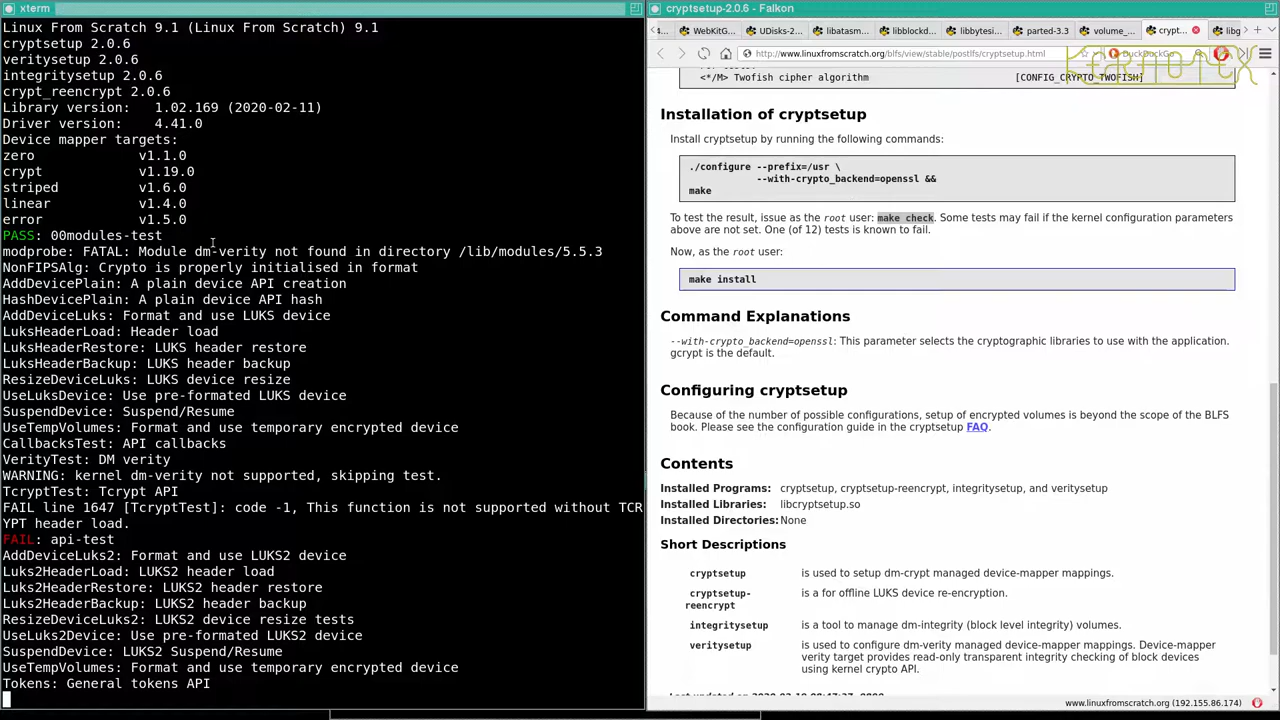 xterm
Linux From Scratch 9.1 (Linux From Scratch) 9.1
cryptsetup 2.0.6
veritysetup 2.0.6
integritysetup 2.0.6
crypt_reencrypt 2.0.6
Library version:   1.02.169 (2020-02-11)
Driver version:    4.41.0
Device mapper targets:
zero             v1.1.0
crypt            v1.19.0
striped          v1.6.0
linear           v1.4.0
error            v1.5.0
PASS: 00modules-test
modprobe: FATAL: Module dm-verity not found in directory /lib/modules/5.5.3
NonFIPSAlg: Crypto is properly initialised in format
AddDevicePlain: A plain device API creation
HashDevicePlain: A plain device API hash
AddDeviceLuks: Format and use LUKS device
LuksHeaderLoad: Header load
LuksHeaderRestore: LUKS header restore
LuksHeaderBackup: LUKS header backup
ResizeDeviceLuks: LUKS device resize
UseLuksDevice: Use pre-formated LUKS device
SuspendDevice: Suspend/Resume
UseTempVolumes: Format and use temporary encrypted device
CallbacksTest: API callbacks
VerityTest: DM verity
WARNING: kernel dm-verity not supported, skipping test.
TcryptTest: Tcrypt API
FAIL line 1647 [TcryptTest]: code -1, This function is not supported without TCR
YPT header load.
FAIL: api-test
AddDeviceLuks2: Format and use LUKS2 device
Luks2HeaderLoad: LUKS2 header load
Luks2HeaderRestore: LUKS2 header restore
Luks2HeaderBackup: LUKS2 header backup
ResizeDeviceLuks2: LUKS2 device resize tests
UseLuks2Device: Use pre-formated LUKS2 device
SuspendDevice: LUKS2 Suspend/Resume
UseTempVolumes: Format and use temporary encrypted device
Tokens: General tokens API
cryptsetup-2.0.6 - Falkon
4... WebKitG... UDisks-2... libatasm... libblockd... libbytesi... parted-3.3 volume_... crypt... libg
http://www.linuxfromscratch.org/blfs/view/stable/postlfs/cryptsetup.html DuckDuckGo
KERNOTEX
<*/M> Twofish cipher algorithm [CONFIG_CRYPTO_TWOFISH]
Installation of cryptsetup
Install cryptsetup by running the following commands:
./configure --prefix=/usr \
--with-crypto_backend=openssl &&
make
To test the result, issue as the root user: make check. Some tests may fail if the kernel configuration parameters
above are not set. One (of 12) tests is known to fail.
Now, as the root user:
make install
Command Explanations
--with-crypto_backend=openssl: This parameter selects the cryptographic libraries to use with the application.
gcrypt is the default.
Configuring cryptsetup
Because of the number of possible configurations, setup of encrypted volumes is beyond the scope of the BLFS
book. Please see the configuration guide in the cryptsetup FAQ.
Contents
Installed Programs: cryptsetup, cryptsetup-reencrypt, integritysetup, and veritysetup
Installed Libraries: libcryptsetup.so
Installed Directories: None
Short Descriptions
cryptsetup is used to setup dm-crypt managed device-mapper mappings.
cryptsetup- is a for offline LUKS device re-encryption.
reencrypt
integritysetup is a tool to manage dm-integrity (block level integrity) volumes.
veritysetup is used to configure dm-verity managed device-mapper mappings. Device-mapper
verity target provides read-only transparent integrity checking of block devices
using kernel crypto API.
www.linuxfromscratch.org (192.155.86.174)